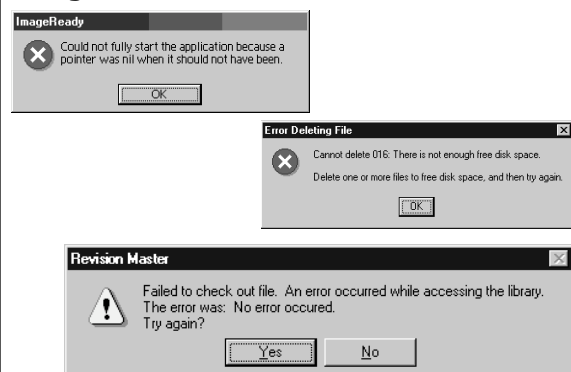 ImageReady
Could not fully start the application because a
pointer was nil when it should not have been.
OK
Error Deleting File
Cannot delete 016: There is not enough free disk space.
Delete one or more files to free disk space, and then try again.
OK
Revision Master
Failed to check out file. An error occurred while accessing the library.
The error was: No error occured.
Try again?
Yes No